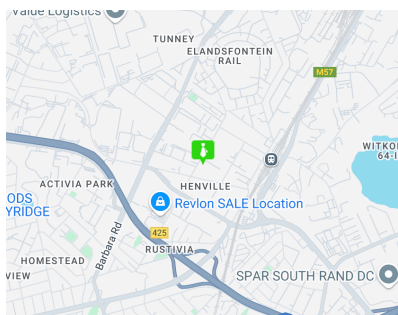 Value Logistics
TUNNEY
ELANDSFONTEIN
RAIL
M57
WITKO
64-I
ACTIVIA PARK
HENVILLE
ODS
YRIDGE
Revlon SALE Location
Barbara Rd
425
RUSTIVIA
HOMESTEAD
VIEW
SPAR SOUTH RAND DC